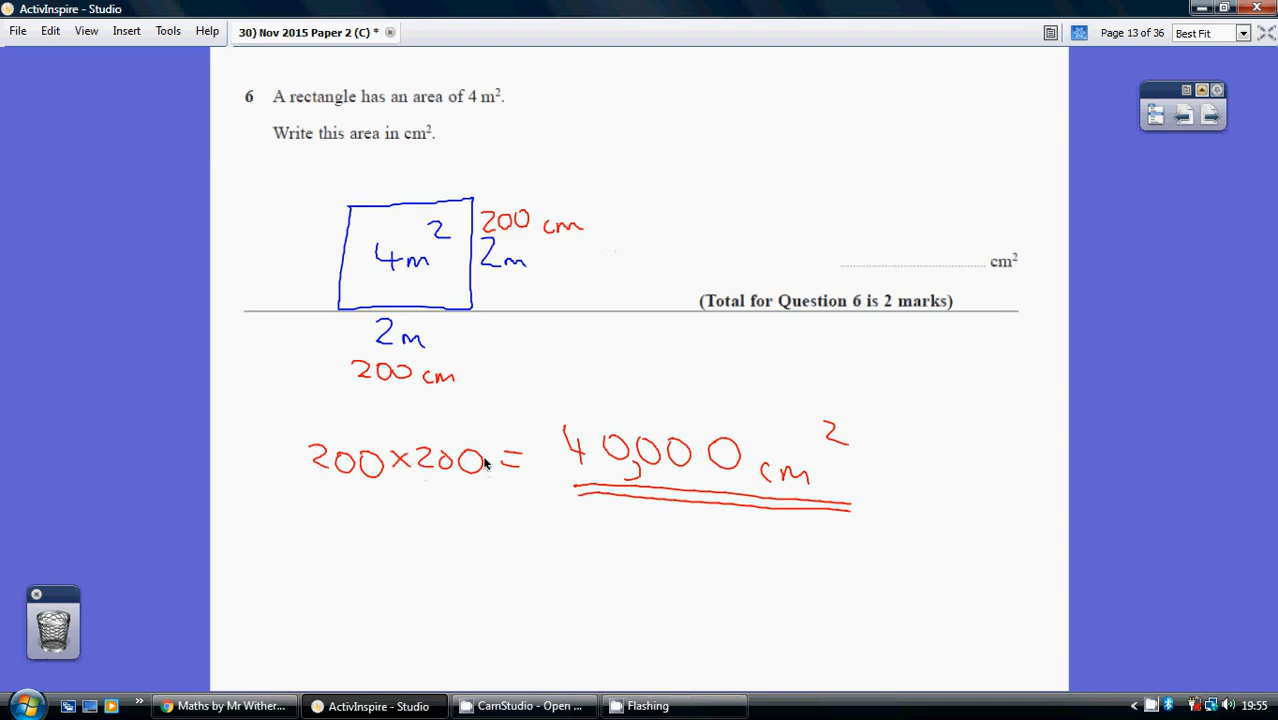 ActivInspire - Studio
File Edit View Insert Tools Help
30) Nov 2015 Paper 2 (C) *
Page 13 of 36
Best Fit
6 A rectangle has an area of 4 m².
Write this area in cm².
4m²
200 cm
2m
cm²
(Total for Question 6 is 2 marks)
2m
200 cm
200×200= 40,000 cm²
Maths by Mr Wither...
ActivInspire - Studio
CamStudio - Open ...
Flashing
19:55